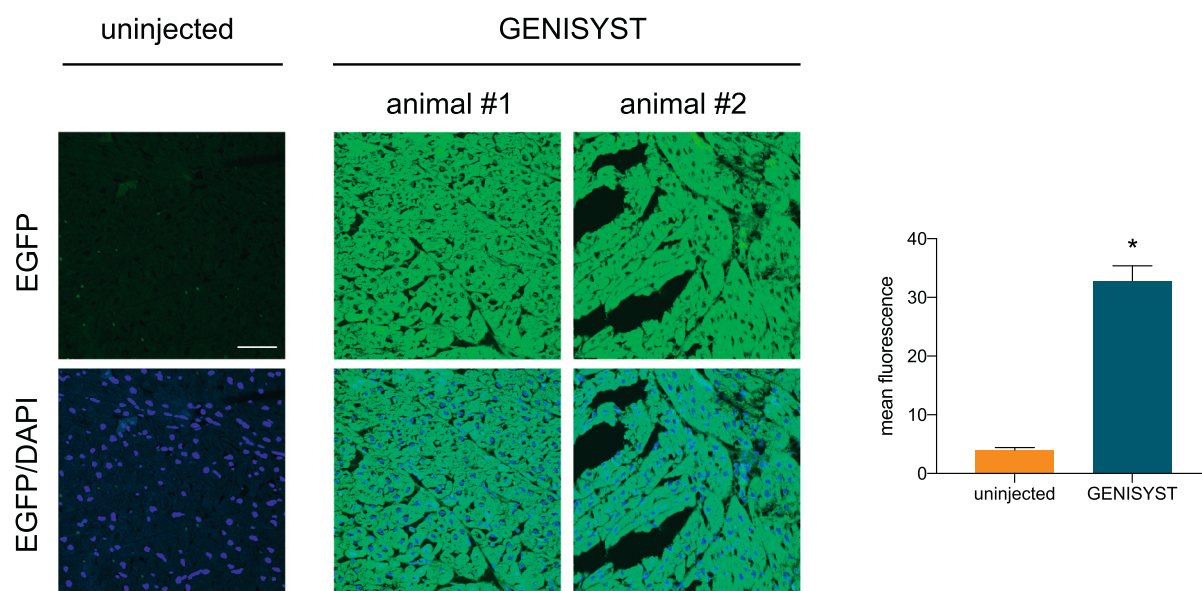 uninjected
GENISYST
animal #1
animal #2
EGFP
EGFP/DAPI
mean fluorescence
40
30
20
10
0
*
uninjected
GENISYST